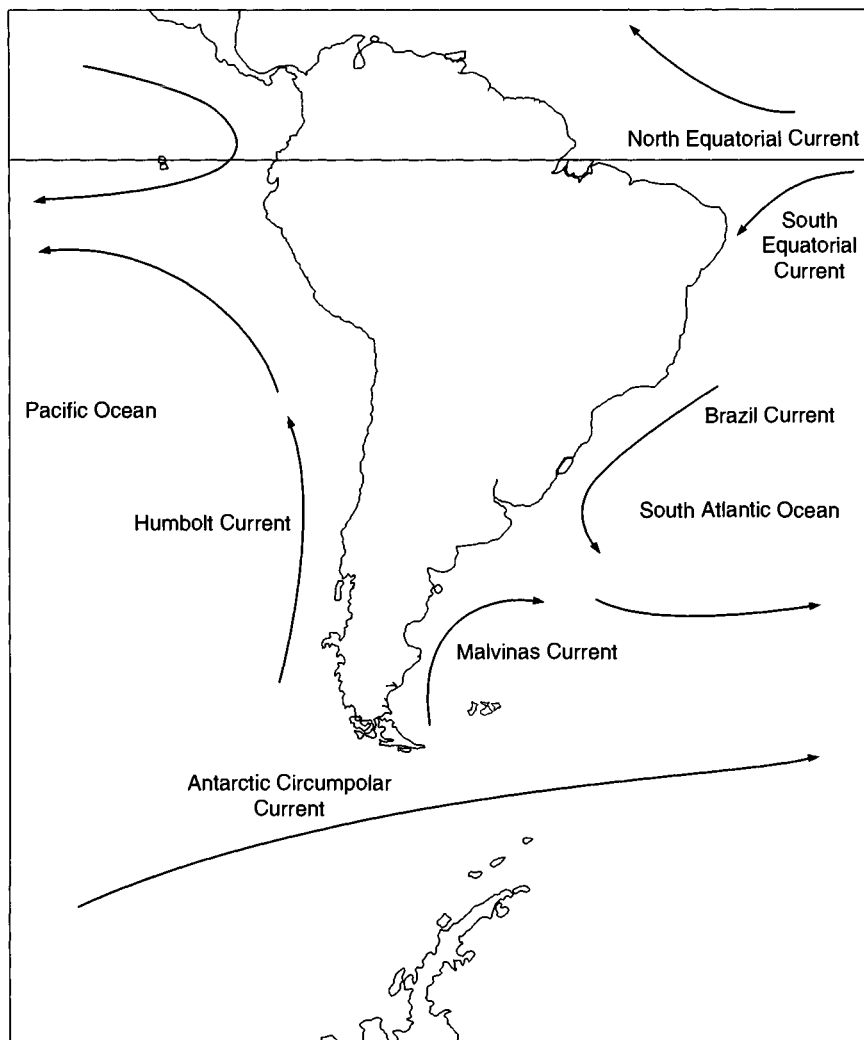 North Equatorial Current
South
Equatorial
Current
Pacific Ocean
Brazil Current
Humbolt Current
South Atlantic Ocean
Malvinas Current
Antarctic Circumpolar
Current